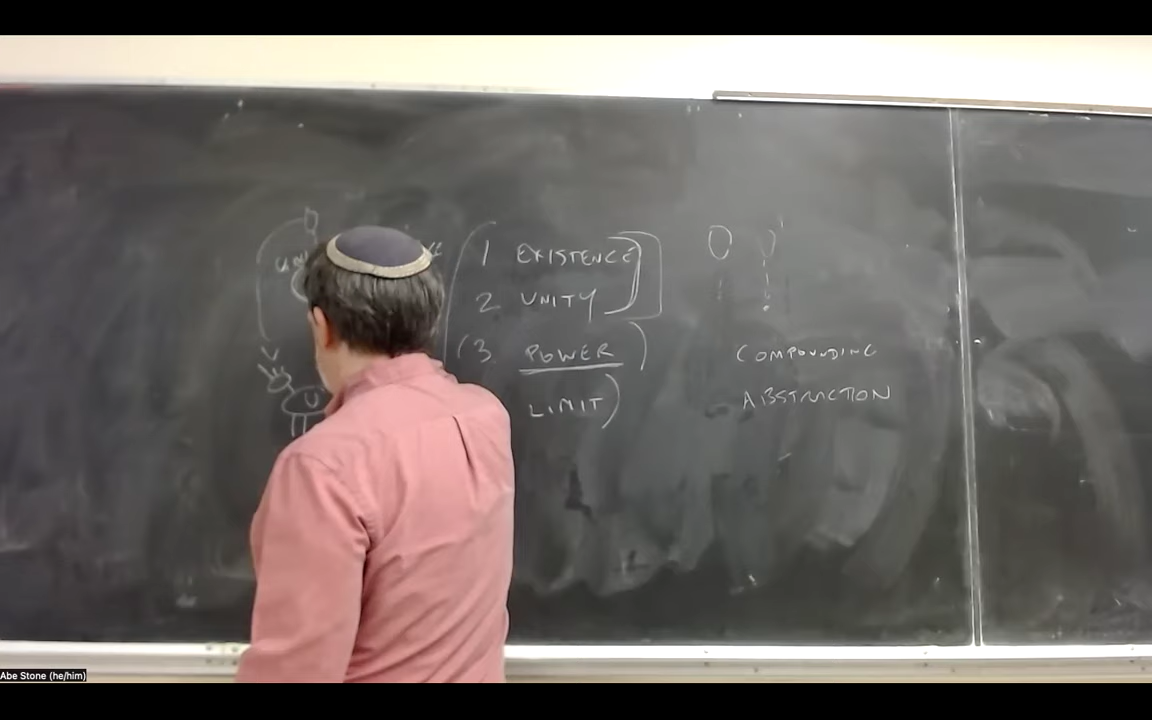 1 EXISTENCE
2 UNITY
(3 POWER)
LIMIT)
COMPOUNDING
ABSTRACTION
V
U
Abe Stone (he/him)